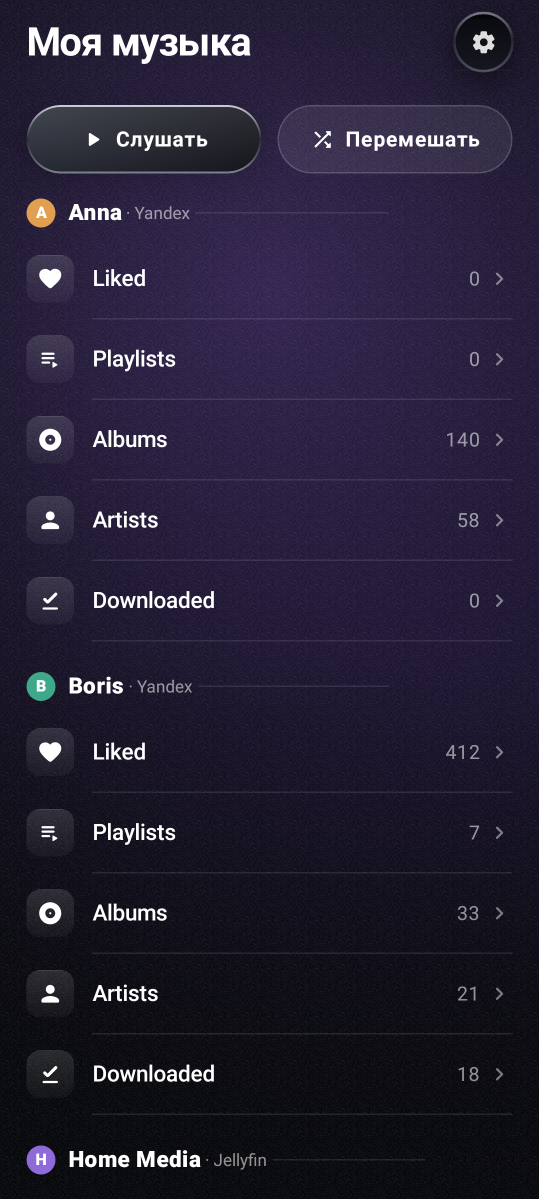 Моя музыка
Слушать Перемешать
A Anna · Yandex
Liked 0
Playlists 0
Albums 140
Artists 58
Downloaded 0
B Boris · Yandex
Liked 412
Playlists 7
Albums 33
Artists 21
Downloaded 18
H Home Media · Jellyfin